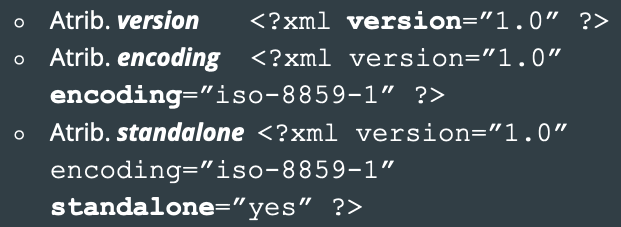 ○ Atrib. version <?xml version=”1.0” ?>
○ Atrib. encoding <?xml version=”1.0”
encoding=”iso-8859-1” ?>
○ Atrib. standalone <?xml version=”1.0”
encoding=”iso-8859-1”
standalone=”yes” ?>